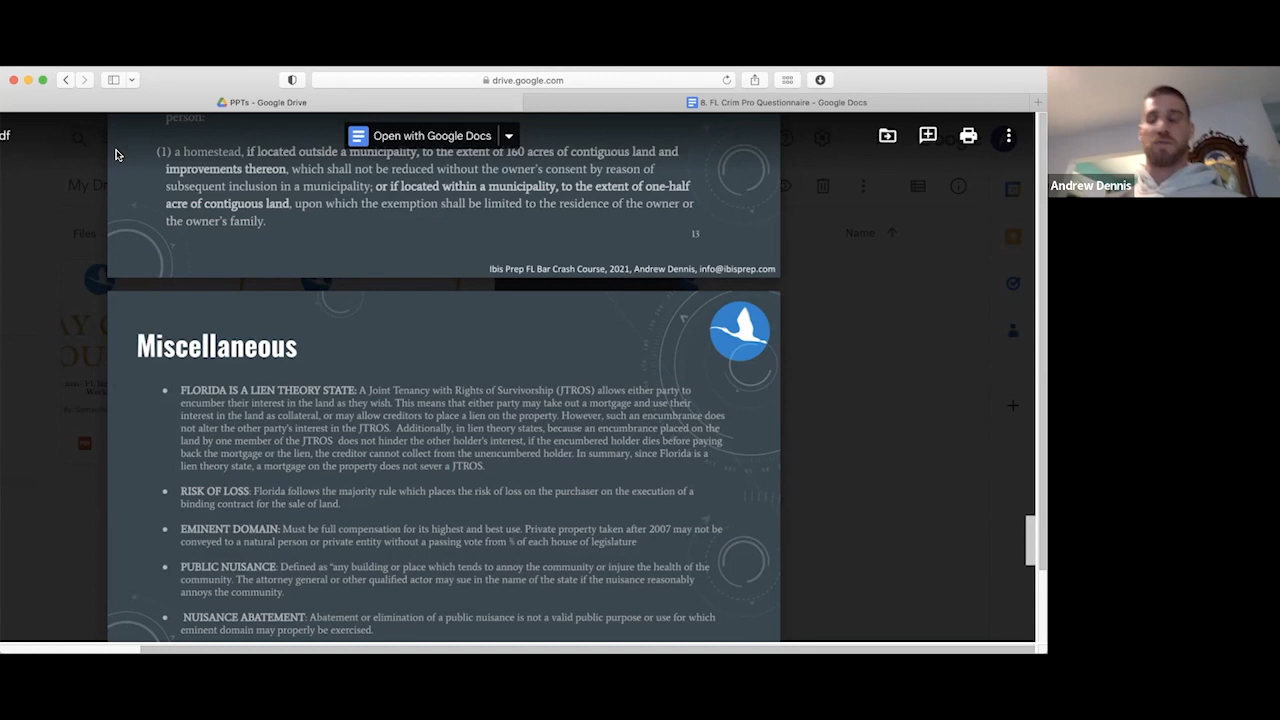 drive.google.com
PPTs - Google Drive
8. FL Crim Pro Questionnaire - Google Docs
df
Open with Google Docs
person:
(1) a homestead, if located outside a municipality, to the extent of 160 acres of contiguous land and
improvements thereon, which shall not be reduced without the owner's consent by reason of
subsequent inclusion in a municipality; or if located within a municipality, to the extent of one-half
acre of contiguous land, upon which the exemption shall be limited to the residence of the owner or
the owner's family.
13
Ibis Prep FL Bar Crash Course, 2021, Andrew Dennis, info@ibisprep.com
Miscellaneous
• FLORIDA IS A LIEN THEORY STATE: A Joint Tenancy with Rights of Survivorship (JTROS) allows either party to
encumber their interest in the land as they wish. This means that either party may take out a mortgage and use their
interest in the land as collateral, or may allow creditors to place a lien on the property. However, such an encumbrance does
not alter the other party's interest in the JTROS. Additionally, in lien theory states, because an encumbrance placed on the
land by one member of the JTROS does not hinder the other holder's interest, if the encumbered holder dies before paying
back the mortgage or the lien, the creditor cannot collect from the unencumbered holder. In summary, since Florida is a
lien theory state, a mortgage on the property does not sever a JTROS.
• RISK OF LOSS: Florida follows the majority rule which places the risk of loss on the purchaser on the execution of a
binding contract for the sale of land.
• EMINENT DOMAIN: Must be full compensation for its highest and best use. Private property taken after 2007 may not be
conveyed to a natural person or private entity without a passing vote from of each house of legislature
• PUBLIC NUISANCE: Defined as "any building or place which tends to annoy the community or injure the health of the
community. The attorney general or other qualified actor may sue in the name of the state if the nuisance reasonably
annoys the community.
• NUISANCE ABATEMENT: Abatement or elimination of a public nuisance is not a valid public purpose or use for which
eminent domain may properly be exercised.
My Dr
Files
Name
Andrew Dennis